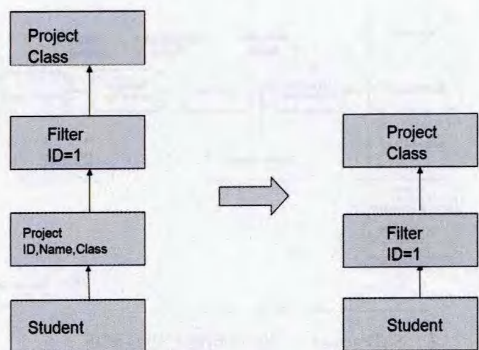 Project
Class
Filter
ID=1
Project
ID,Name,Class
Student
Project
Class
Filter
ID=1
Student